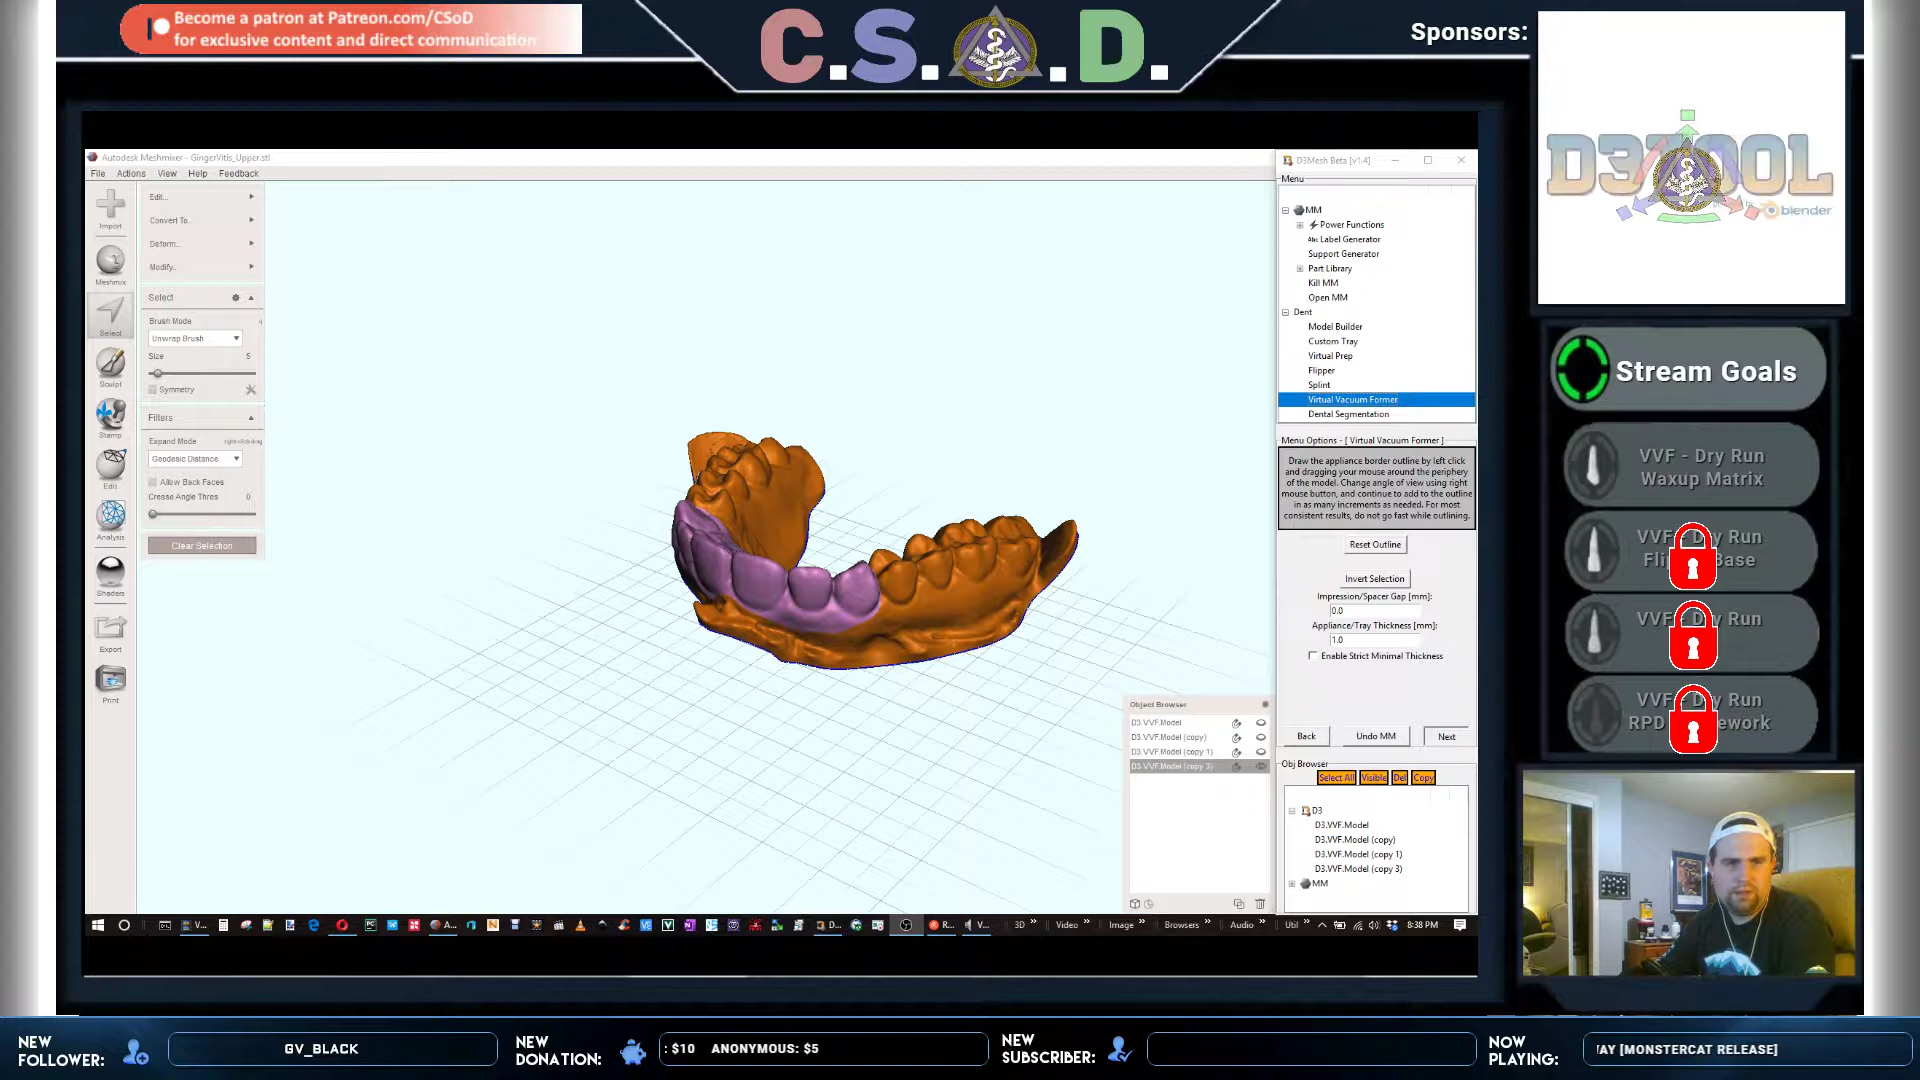 Become a patron at Patreon.com/CSoD
for exclusive content and direct communication
C.S. .D.
Sponsors:
D3TOOL
blender
Autodesk Meshmixer - GingerVitis_Upper.stl
File Actions View Help Feedback
Import
Meshmix
Select
Sculpt
Stamp
Edit
Analysis
Shaders
Export
Print
Edit...
Convert To..
Deform...
Modify..
Select
Brush Mode
Unwrap Brush
Size 5
Symmetry
Filters
Expand Mode
Geodesic Distance
Allow Back Faces
Crease Angle Thres 0
Clear Selection
Object Browser
D3.VVF.Model
D3.VVF.Model (copy)
D3.VVF.Model (copy 1)
D3.VVF.Model (copy 3)
D3Mesh Beta [v1.4]
Menu
MM
Power Functions
Abc Label Generator
Support Generator
Part Library
Kill MM
Open MM
Dent
Model Builder
Custom Tray
Virtual Prep
Flipper
Splint
Virtual Vacuum Former
Dental Segmentation
Menu Options - [ Virtual Vacuum Former ]
Draw the appliance border outline by left click
and dragging your mouse around the periphery
of the model. Change angle of view using right
mouse button, and continue to add to the outline
in as many increments as needed. For most
consistent results, do not go fast while outlining.
Reset Outline
Invert Selection
Impression/Spacer Gap [mm]:
0.0
Appliance/Tray Thickness [mm]:
1.0
Enable Strict Minimal Thickness
Back Undo MM Next
Obj Browser
Select All Visible Del Copy
D3
D3.VVF.Model
D3.VVF.Model (copy)
D3.VVF.Model (copy 1)
D3.VVF.Model (copy 3)
MM
V... A... D... R... V... 3D Video Image Browsers Audio Util 8:38 PM
Stream Goals
VVF - Dry Run
Waxup Matrix
VVF - Dry Run
Base
VVF Dry Run
VVF Dry Run
RPD
NEW
FOLLOWER:
GV_BLACK
NEW
DONATION:
: $10 ANONYMOUS: $5
NEW
SUBSCRIBER:
NOW
PLAYING:
AY [MONSTERCAT RELEASE]